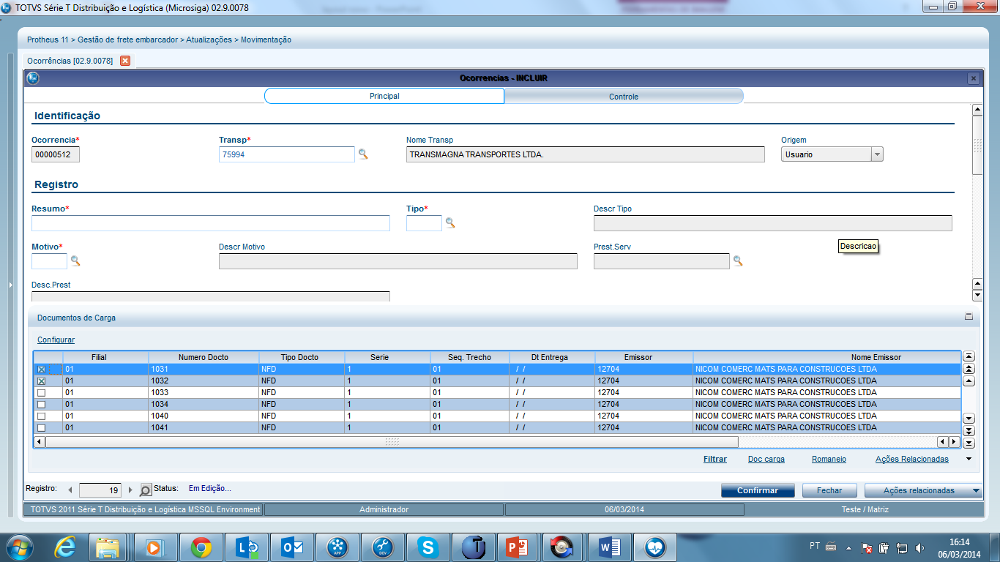 TOTVS Série T Distribuição e Logística (Microsiga) 02.9.0078
Protheus 11 > Gestão de frete embarcador > Atualizações > Movimentação
Ocorrências [02.9.0078]
Ocorrencias - INCLUIR
Principal Controle
Identificação
Ocorrencia* Transp* Nome Transp Origem
00000512 75994 TRANSMAGNA TRANSPORTES LTDA. Usuario
Registro
Resumo* Tipo* Descr Tipo
Motivo* Descr Motivo Prest.Serv Descricao
Desc.Prest
Documentos de Carga
Configurar
Filial Numero Docto Tipo Docto Serie Seq. Trecho Dt Entrega Emissor Nome Emissor
01 1031 NFD 1 01 / / 12704 NICOM COMERC MATS PARA CONSTRUCOES LTDA
01 1032 NFD 1 01 / / 12704 NICOM COMERC MATS PARA CONSTRUCOES LTDA
01 1033 NFD 1 01 / / 12704 NICOM COMERC MATS PARA CONSTRUCOES LTDA
01 1034 NFD 1 01 / / 12704 NICOM COMERC MATS PARA CONSTRUCOES LTDA
01 1040 NFD 1 01 / / 12704 NICOM COMERC MATS PARA CONSTRUCOES LTDA
01 1041 NFD 1 01 / / 12704 NICOM COMERC MATS PARA CONSTRUCOES LTDA
Filtrar Doc carga Romaneio Ações Relacionadas
Registro: 19 Status: Em Edição... Confirmar Fechar Ações relacionadas
TOTVS 2011 Série T Distribuição e Logística MSSQL Environment Administrador 06/03/2014 Teste / Matriz
PT 16:14
06/03/2014